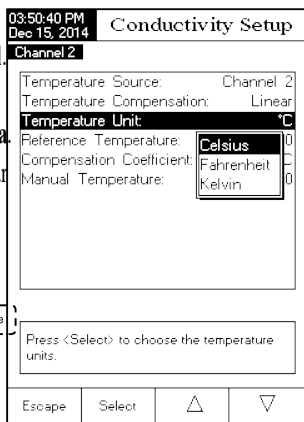 03:50:40 PM
Dec 15, 2014
Conductivity Setup
Channel 2
Temperature Source: Channel 2
Temperature Compensation: Linear
Temperature Unit: °C
Reference Temperature: 0
Compensation Coefficient:
Manual Temperature: 0
Celsius
Fahrenheit
Kelvin
Press <Select> to choose the temperature
units.
Escape Select △ ▽